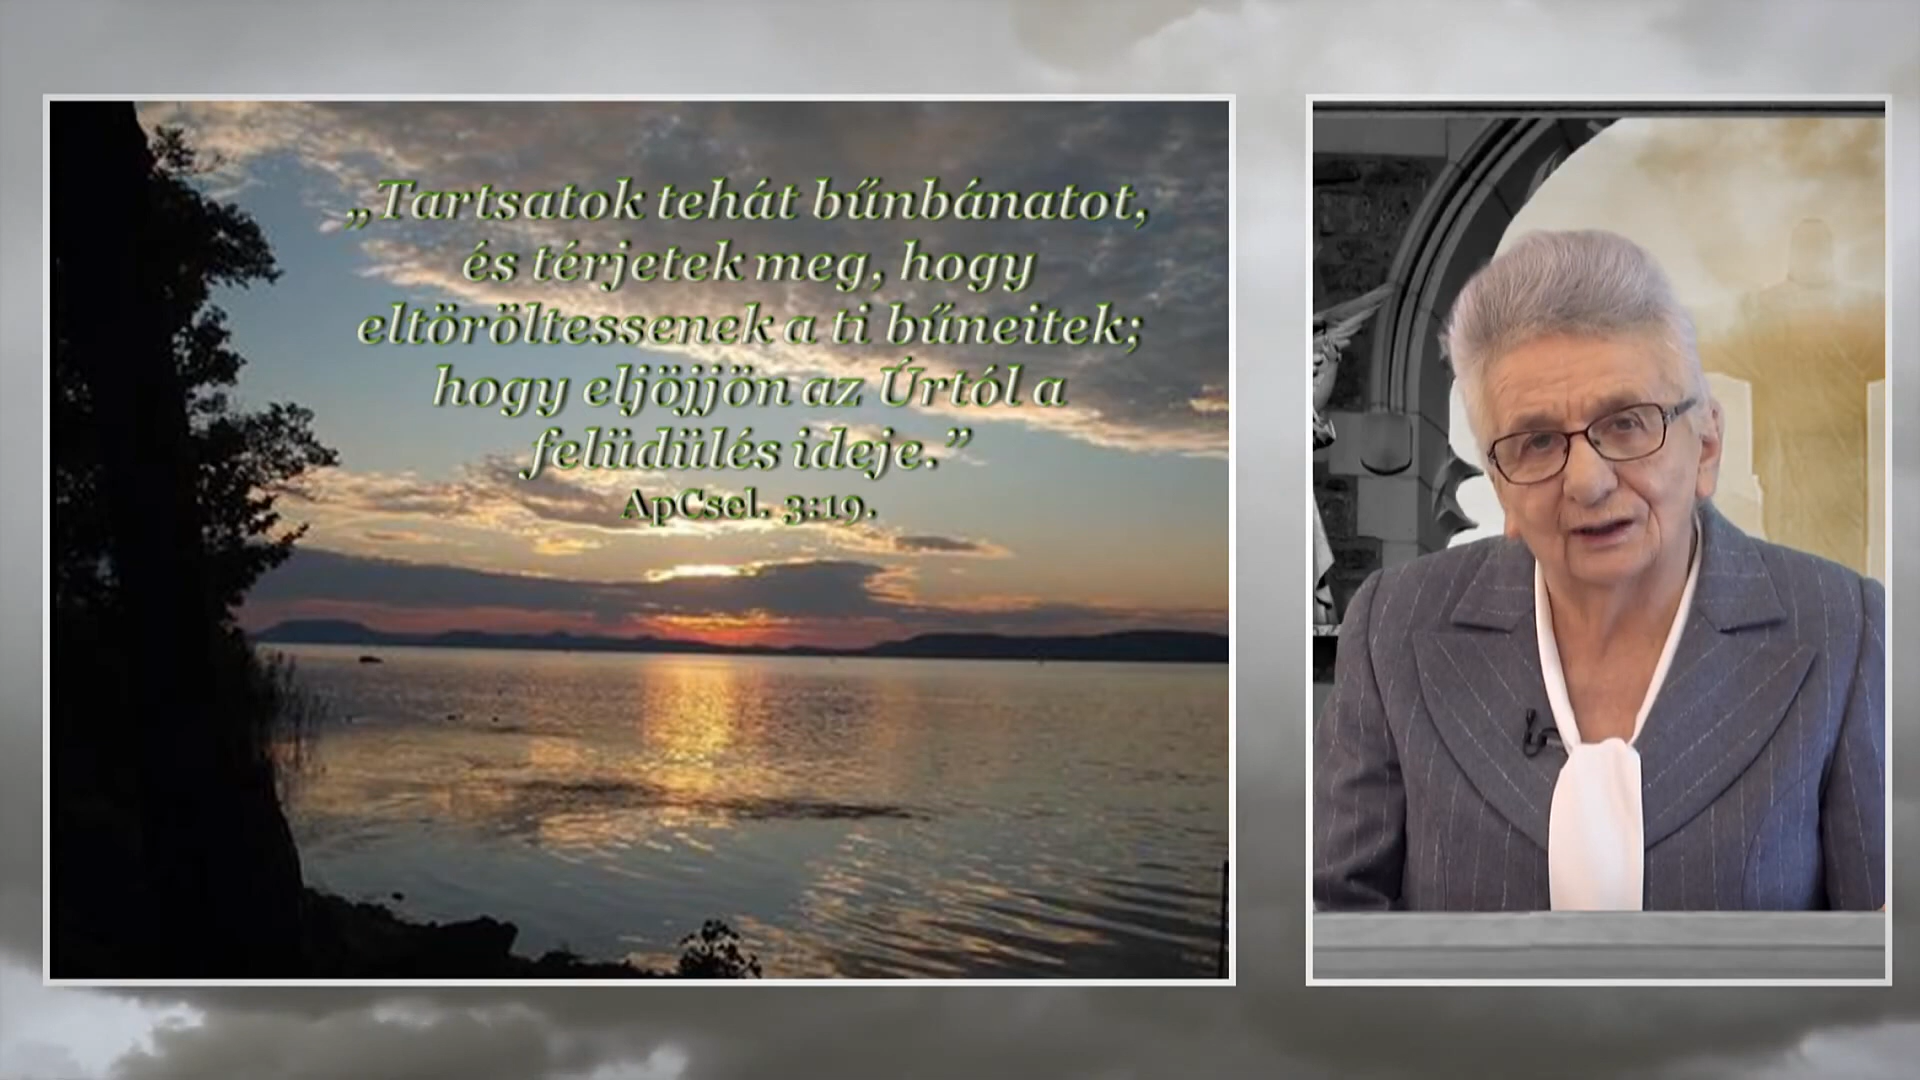 „Tartsatok tehát bűnbánatot,
és térjetek meg, hogy
eltöröltessenek a ti bűneitek;
hogy eljöjjön az Úrtól a
felüdülés ideje.”
ApCsel. 3:19.